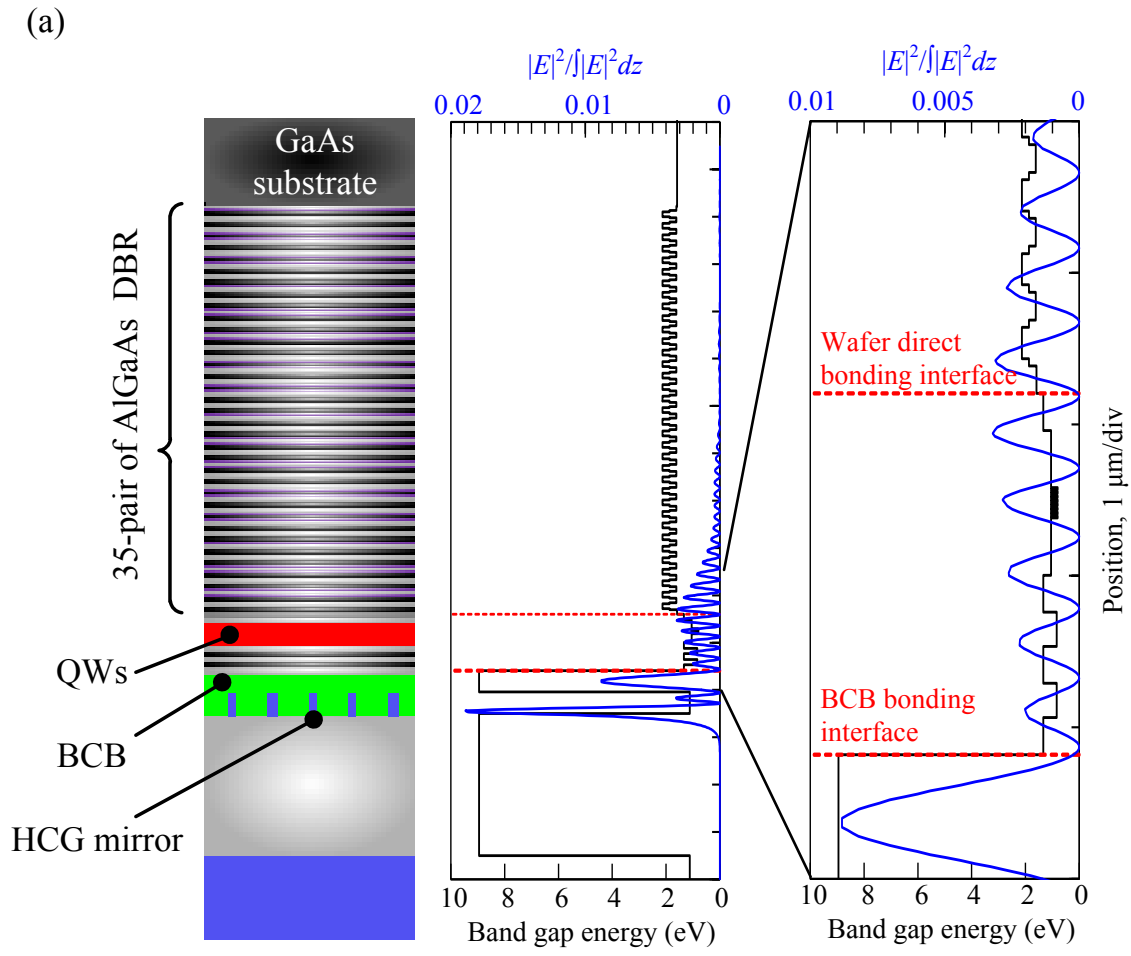 (a)
GaAs
substrate
35-pair of AlGaAs DBR
QWs
BCB
HCG mirror
|E|²/∫|E|²dz
0.02 0.01 0
10 8 6 4 2 0
Band gap energy (eV)
|E|²/∫|E|²dz
0.01 0.005 0
Wafer direct
bonding interface
BCB bonding
interface
10 8 6 4 2 0
Band gap energy (eV)
Position, 1 μm/div